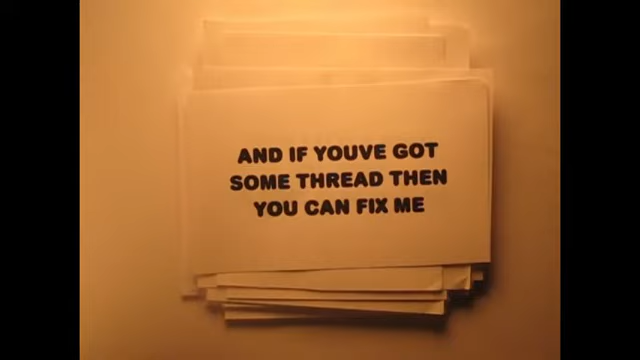 AND IF YOUVE GOT
SOME THREAD THEN
YOU CAN FIX ME